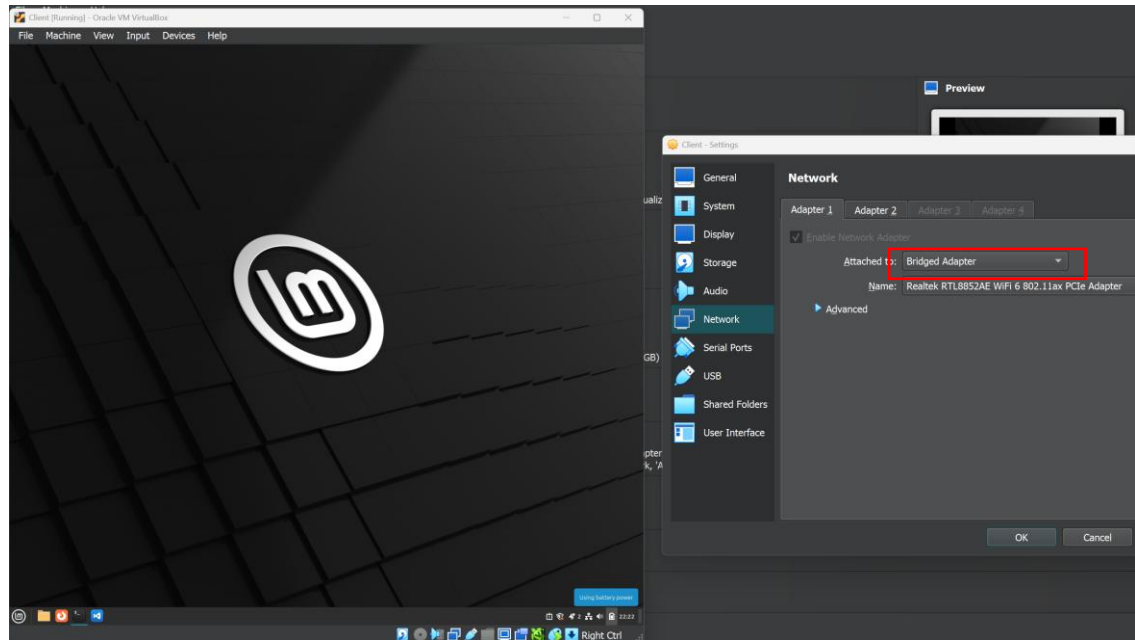 Client [Running] - Oracle VM VirtualBox
File Machine View Input Devices Help
Preview
Client - Settings
General
System
Display
Storage
Audio
Network
Serial Ports
USB
Shared Folders
User Interface
Network
Adapter 1 Adapter 2 Adapter 3 Adapter 4
Enable Network Adapter
Attached to: Bridged Adapter
Name: Realtek RTL8852AE WiFi 6 802.11ax PCIe Adapter
Advanced
OK Cancel
GB)
Using battery power
2 22:22
Right Ctrl